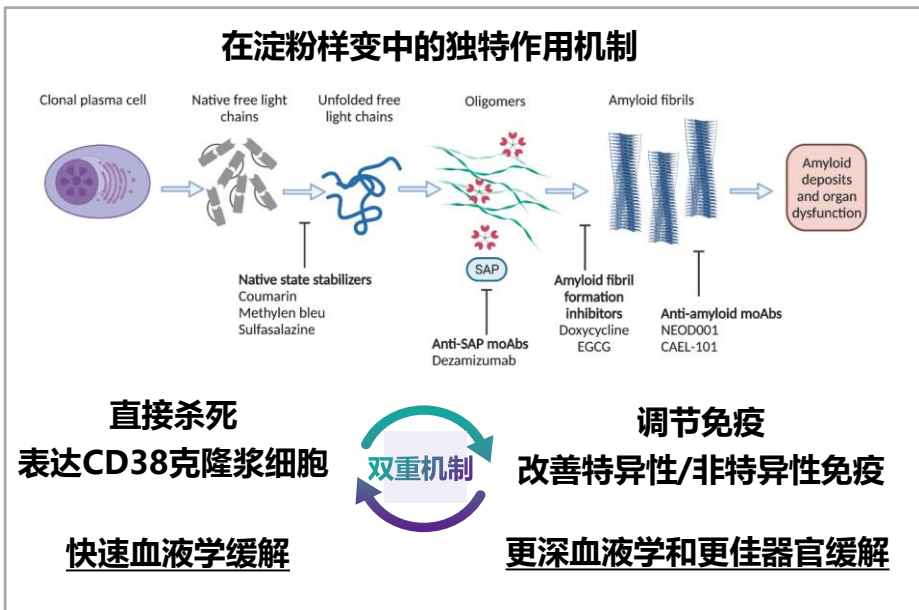 在淀粉样变中的独特作用机制
Clonal plasma cell
Native free light
chains
Unfolded free
light chains
Oligomers
Amyloid fibrils
Amyloid
deposits
and organ
dysfunction
SAP
Native state stabilizers
Coumarin
Methylen bleu
Sulfasalazine
Anti-SAP moAbs
Dezamizumab
Amyloid fibril
formation
inhibitors
Doxycycline
EGCG
Anti-amyloid moAbs
NEOD001
CAEL-101
直接杀死
表达CD38克隆浆细胞
双重机制
调节免疫
改善特异性/非特异性免疫
快速血液学缓解
更深血液学和更佳器官缓解